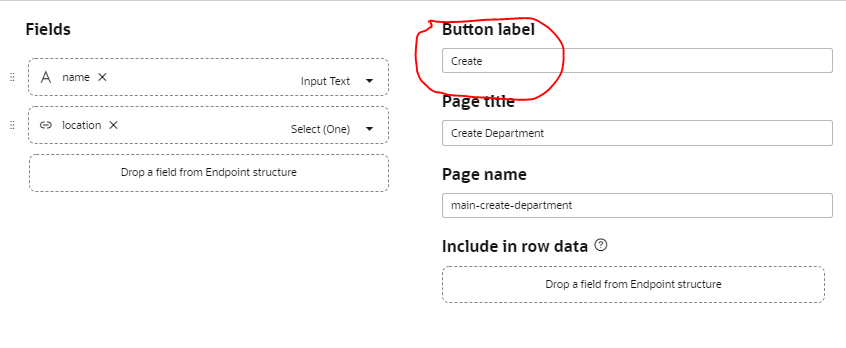 Fields
name
Input Text
location
Select (One)
Drop a field from Endpoint structure
Button label
Create
Page title
Create Department
Page name
main-create-department
Include in row data
Drop a field from Endpoint structure